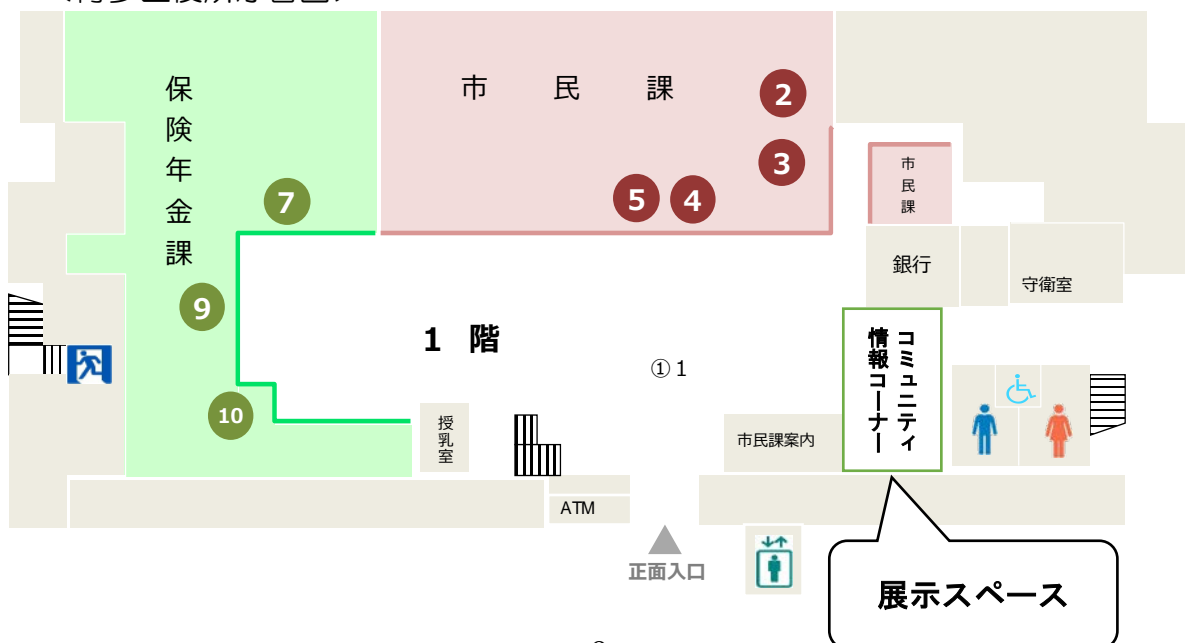 保険年金課
市民課
2
3
5
4
7
9
10
市民課
銀行
守衛室
1 階
①1
コミュニティ
情報コーナー
授乳室
市民課案内
ATM
正面入口
展示スペース